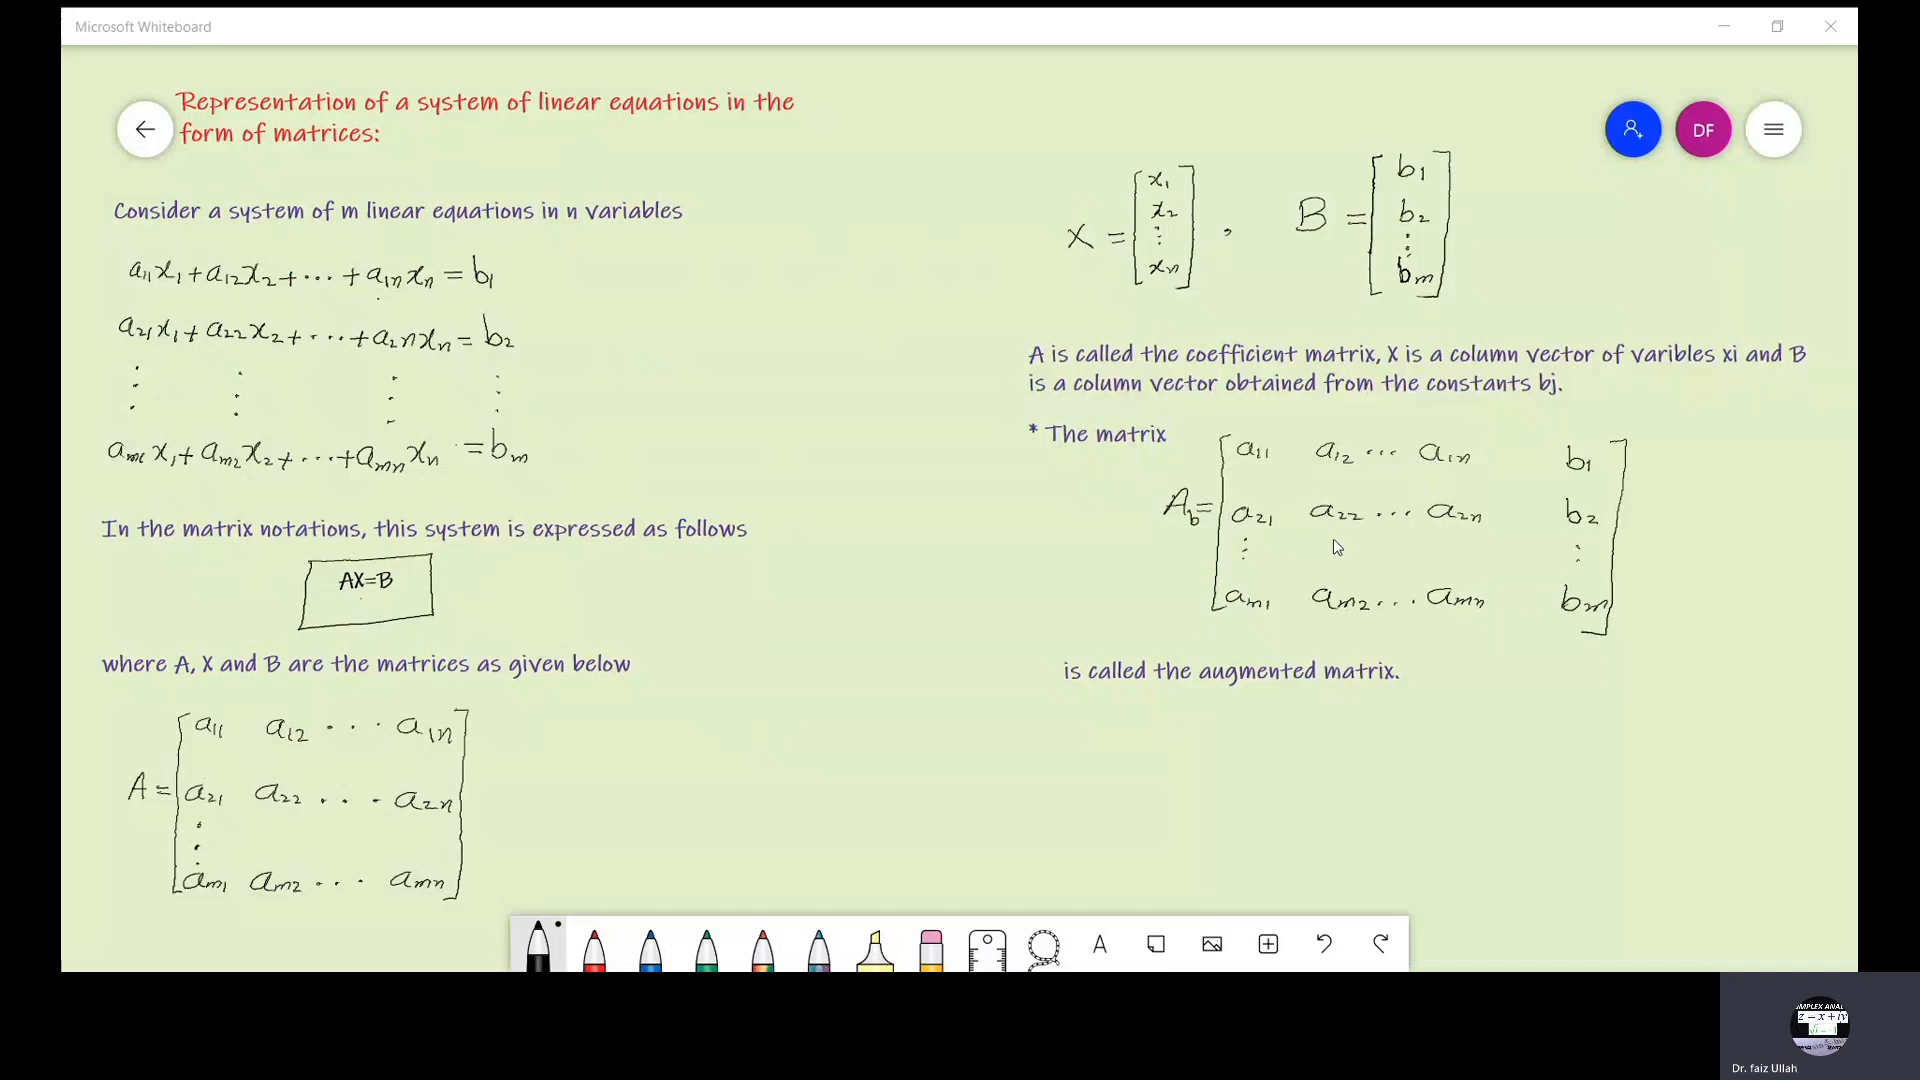 Microsoft Whiteboard
Representation of a system of linear equations in the
form of matrices:
Consider a system of m linear equations in n variables
a11x1+a12x2+...+a1nxn=b1
a21x1+a22x2+...+a2nxn=b2
⋮ ⋮ ⋮ ⋮
am1x1+am2x2+...+amnxn=bm
In the matrix notations, this system is expressed as follows
AX=B
where A, X and B are the matrices as given below
a11 a12 ... a1n
A= a21 a22 ... a2n
⋮
am1 am2 ... amn
DF
x1
x2
X = ⋮
xn
,
b1
B = b2
⋮
bm
A is called the coefficient matrix, X is a column vector of varibles xi and B
is a column vector obtained from the constants bj.
* The matrix
a11 a12 ... a1n b1
Ab= a21 a22 ... a2n b2
⋮ ⋮
am1 am2 ... amn bm
is called the augmented matrix.
A
z = x + iy
√i = -1
Dr. faiz Ullah